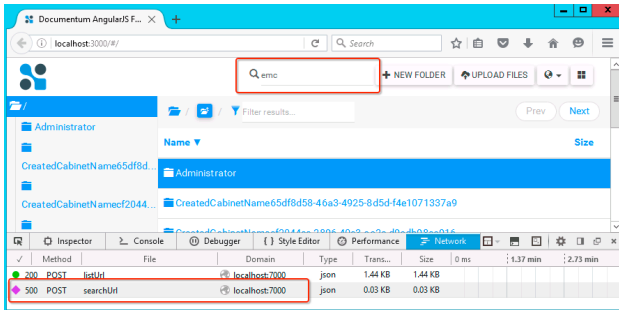 Documentum AngularJS F...
localhost:3000/#/
Search
emc
NEW FOLDER
UPLOAD FILES
/
/
/
Filter results...
Prev
Next
Administrator
CreatedCabinetName65df8d...
CreatedCabinetNamecf2044...
Name
Size
Administrator
CreatedCabinetName65df8d58-46a3-4925-8d5d-f4e1071337a9
Inspector
Console
Debugger
{ } Style Editor
Performance
Network
✓ Method File Domain Type Trans... Size 0 ms 1.37 min 2.73 min
200 POST listUrl localhost:7000 json 1.44 KB 1.44 KB
500 POST searchUrl localhost:7000 json 0.03 KB 0.03 KB